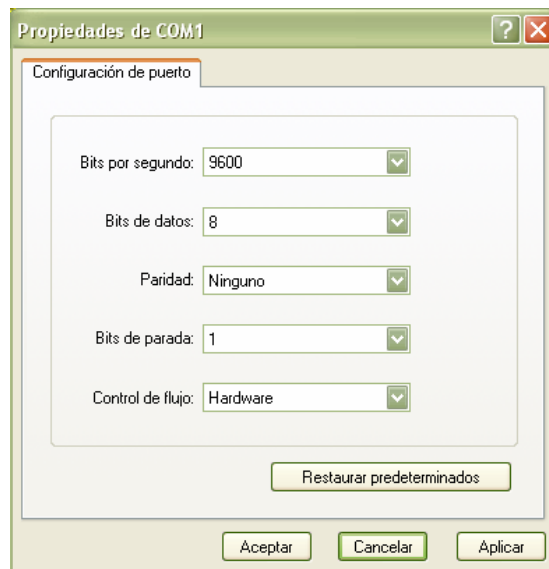 Propiedades de COM1
Configuración de puerto
Bits por segundo: 9600
Bits de datos: 8
Paridad: Ninguno
Bits de parada: 1
Control de flujo: Hardware
Restaurar predeterminados
Aceptar Cancelar Aplicar